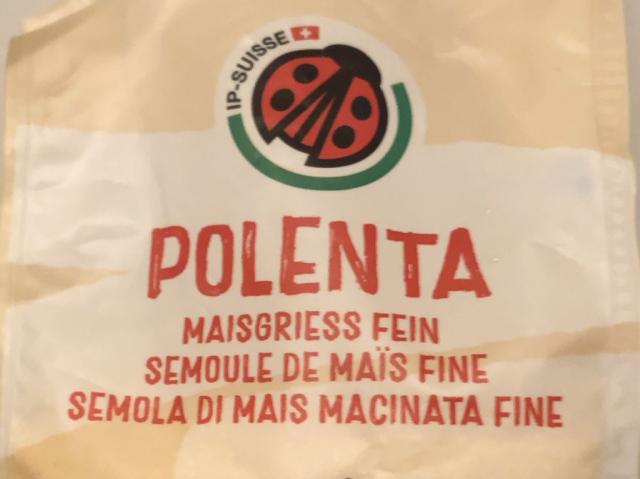 IP-SUISSE
POLENTA
MAISGRIESS FEIN
SEMOULE DE MAÏS FINE
SEMOLA DI MAIS MACINATA FINE